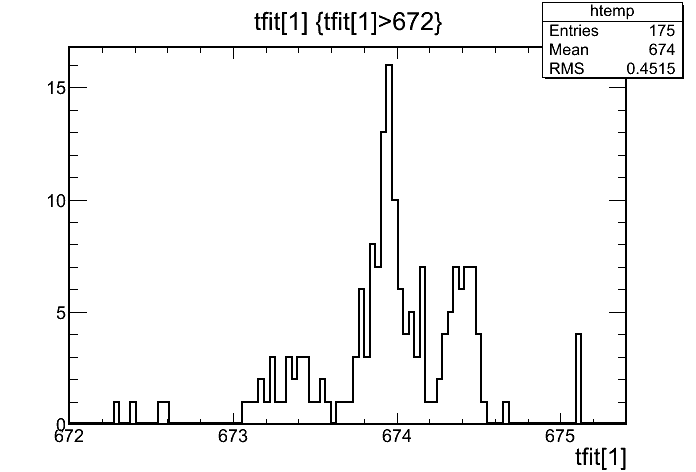 tfit[1] {tfit[1]>672}
htemp
Entries 175
Mean 674
RMS 0.4515
15
10
5
0
672 673 674 675
tfit[1]